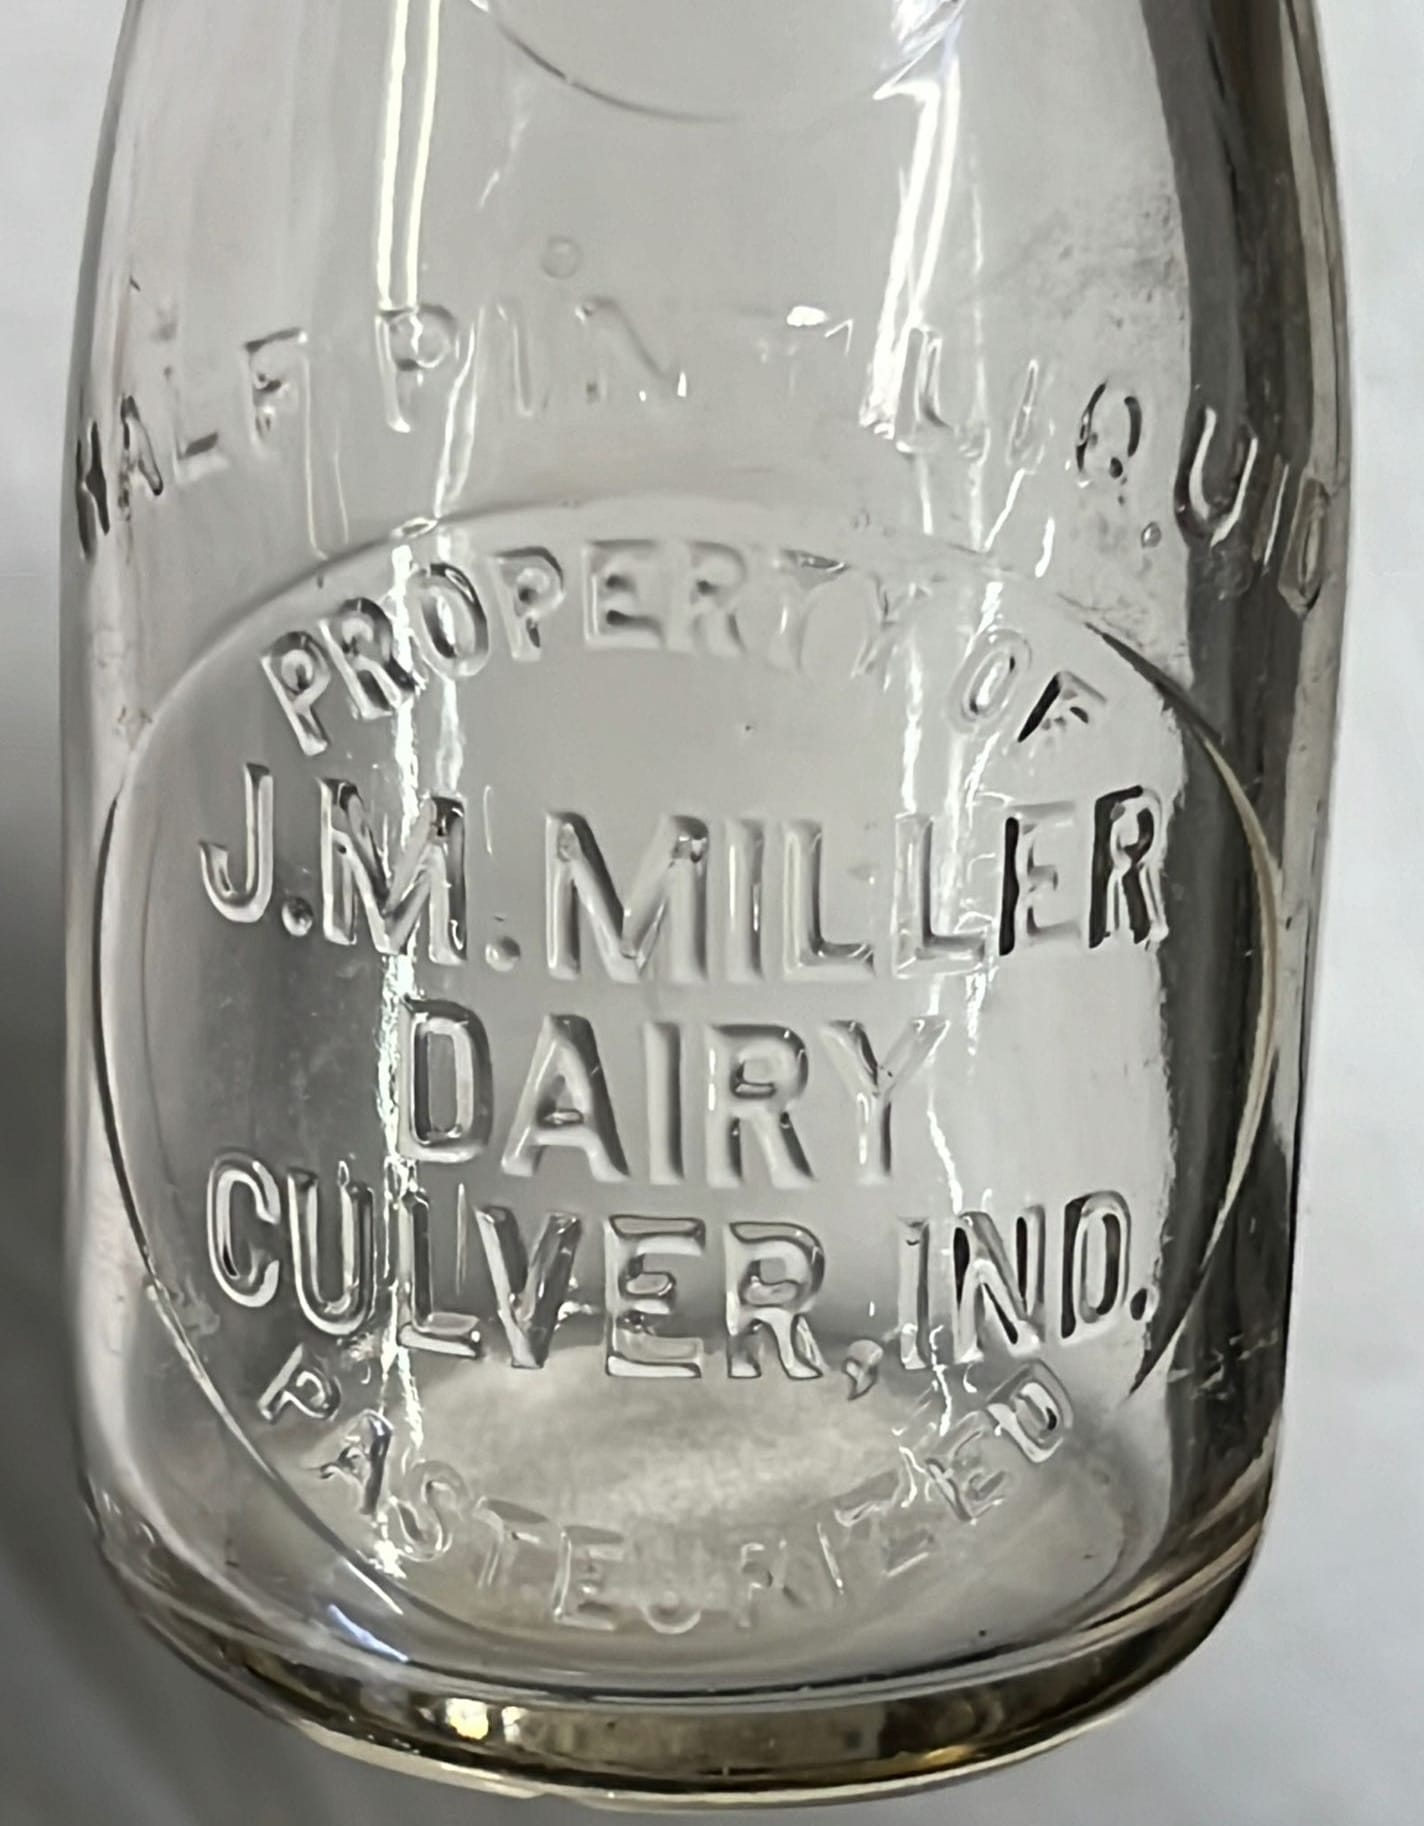 HALF PINT LIQUID
PROPERTY OF
J.M.MILLER
DAIRY
CULVER, IND.
PASTEURIZED